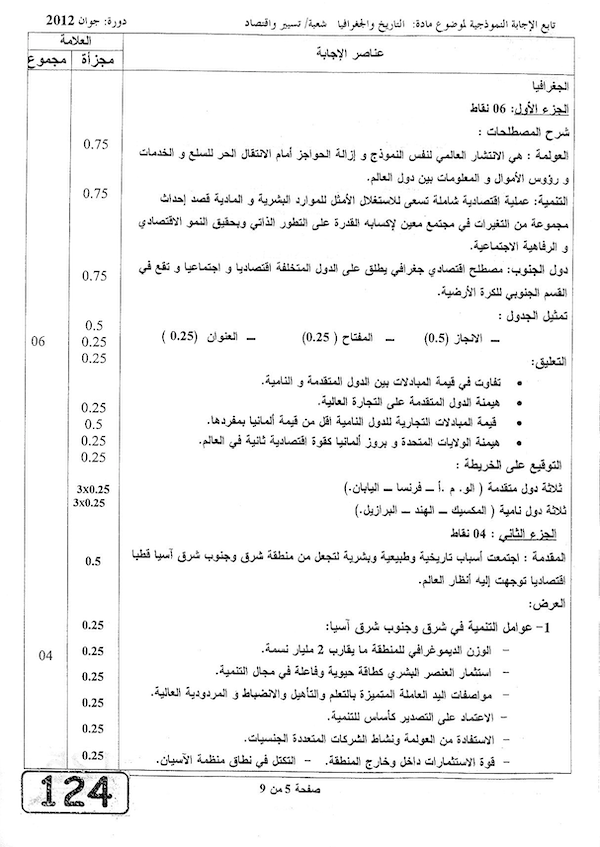 تابع الإجابة النموذجية لموضوع مادة: التاريخ والجغرافيا شعبة/ تسيير واقتصاد دورة: جوان 2012
عناصر الإجابة العلامة
مجزأة مجموع
الجغرافيا
الجزء الأول: 06 نقاط
شرح المصطلحات :
العولمة : هي الانتشار العالمي لنفس النموذج و إزالة الحواجز أمام الانتقال الحر للسلع و الخدمات 0.75
و رؤوس الأموال و المعلومات بين دول العالم.
التنمية: عملية اقتصادية شاملة تسعى للاستغلال الأمثل للموارد البشرية و المادية قصد إحداث 0.75
مجموعة من التغيرات في مجتمع معين لإكسابه القدرة على التطور الذاتي وبحقيق النمو الاقتصادي
و الرفاهية الاجتماعية.
دول الجنوب: مصطلح اقتصادي جغرافي يطلق على الدول المتخلفة اقتصاديا و اجتماعيا و تقع في 0.75
القسم الجنوبي للكرة الأرضية.
تمثيل الجدول : 0.5
ـ الانجاز (0.5) ـ المفتاح ( 0.25) ـ العنوان (0.25 ) 0.25 06
التعليق: 0.25
• تفاوت في قيمة المبادلات بين الدول المتقدمة و النامية.
• هيمنة الدول المتقدمة على التجارة العالية. 0.25
• قيمة المبادلات التجارية للدول النامية اقل من قيمة ألمانيا بمفردها. 0.5
• هيمنة الولايات المتحدة و بروز ألمانيا كقوة اقتصادية ثانية في العالم. 0.25
التوقيع على الخريطة : 0.25
ثلاثة دول متقدمة ( الو. م .أ ـ فرنسا ـ اليابان.) 3x0.25
ثلاثة دول نامية ( المكسيك ـ الهند ـ البرازيل.) 3x0.25
الجزء الثاني : 04 نقاط
المقدمة : اجتمعت أسباب تاريخية وطبيعية وبشرية لتجعل من منطقة شرق وجنوب شرق آسيا قطبا 0.5
اقتصاديا توجهت إليه أنظار العالم.
العرض:
1- عوامل التنمية في شرق وجنوب شرق آسيا: 0.25
- الوزن الديموغرافي للمنطقة ما يقارب 2 مليار نسمة. 0.25 04
- استثمار العنصر البشري كطاقة حيوية وفاعلة في مجال التنمية. 0.25
- مواصفات اليد العاملة المتميزة بالتعلم والتأهيل والانضباط و المردودية العالية. 0.25
- الاعتماد على التصدير كأساس للتنمية. 0.25
- الاستفادة من العولمة ونشاط الشركات المتعددة الجنسيات.
- قوة الاستثمارات داخل وخارج المنطقة. - التكتل في نطاق منظمة الآسيان. 0.25
صفحة 5 من 9
124